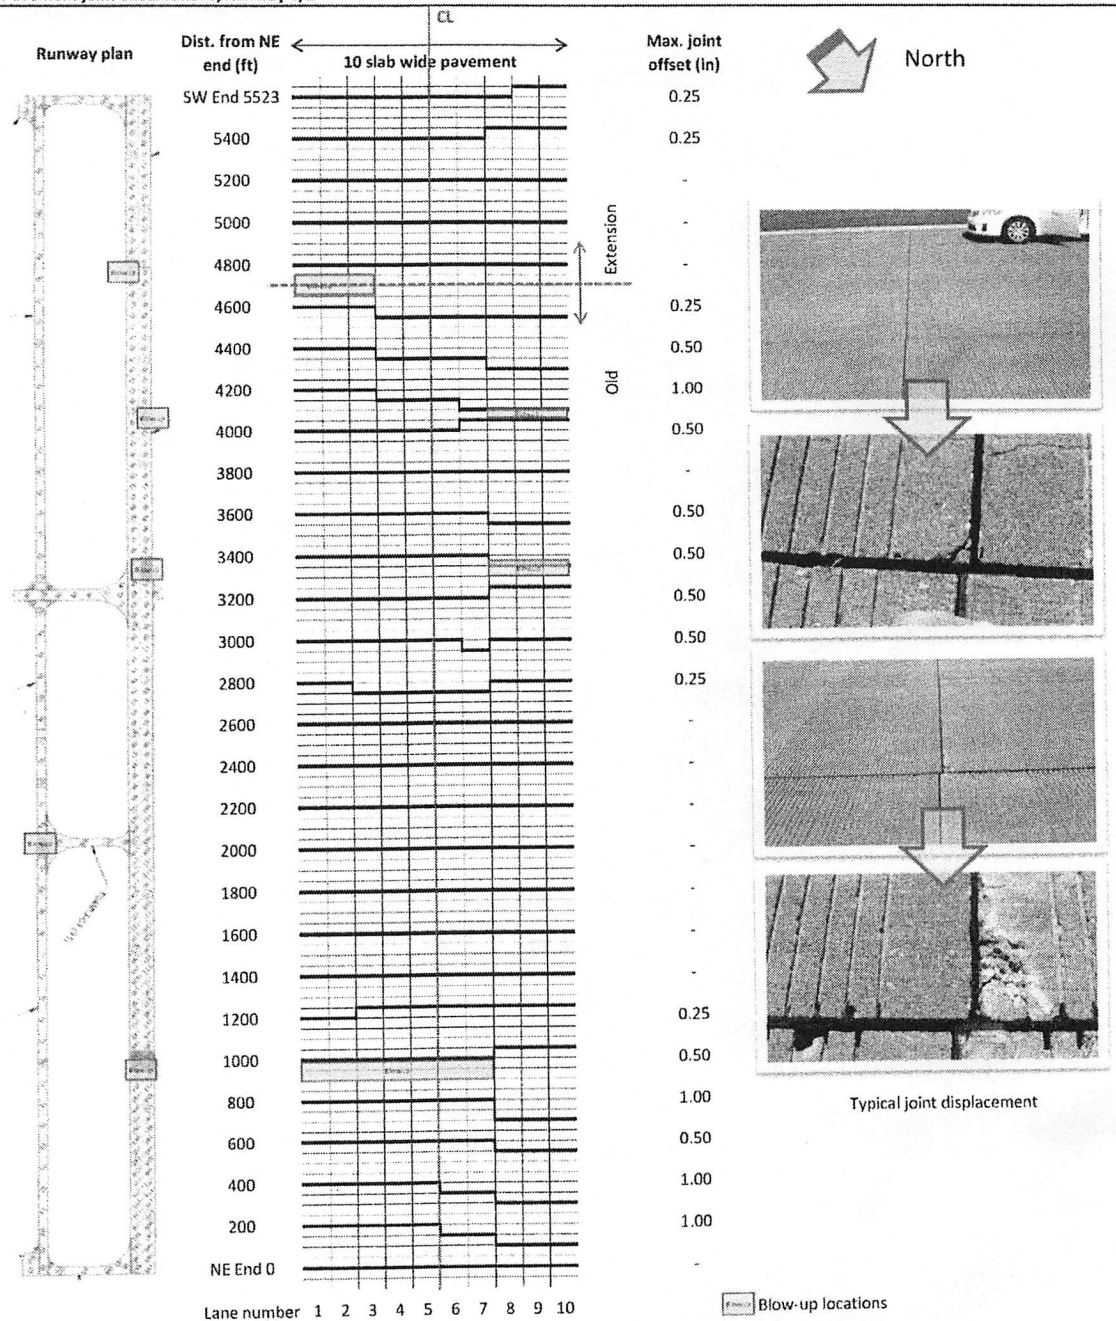 CL
Runway plan
Dist. from NE
end (ft)
10 slab wide pavement
Max. joint
offset (in)
North
SW End 5523 0.25
5400 0.25
5200 -
5000 -
4800 -
Extension
4600 0.25
4400 0.50
Old
4200 1.00
4000 0.50
3800 -
3600 0.50
3400 0.50
3200 0.50
3000 0.50
2800 0.25
2600 -
2400 -
2200 -
2000 -
1800 -
1600 -
1400 -
1200 0.25
1000 0.50
800 1.00
600 0.50
400 1.00
200 1.00
NE End 0 -
Typical joint displacement
Lane number 1 2 3 4 5 6 7 8 9 10
Blow-up locations